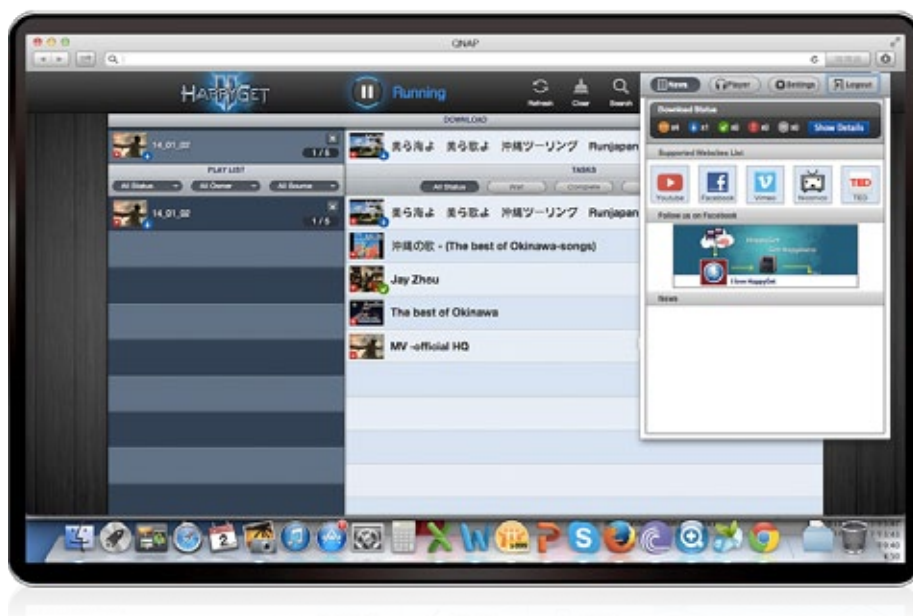 QNAP
HAPPYGET
Running
Refresh
Clear
Search
News
Player
Settings
Logout
DOWNLOAD
Download Status
Show Details
14_01_02
1/5
美ら海よ 美ら歌よ 沖縄ツーリング Runjapan
Supported Websites List
PLAY LIST
TASKS
All Status
All Owner
All Source
All Status
Wait
Complete
Youtube
Facebook
Vimeo
Niconico
TED
14_01_02
1/5
美ら海よ 美ら歌よ 沖縄ツーリング Runjapan
Follow us on Facebook
沖縄の歌 - (The best of Okinawa-songs)
HappyGet
I love HappyGet
Jay Zhou
News
The best of Okinawa
MV -official HQ